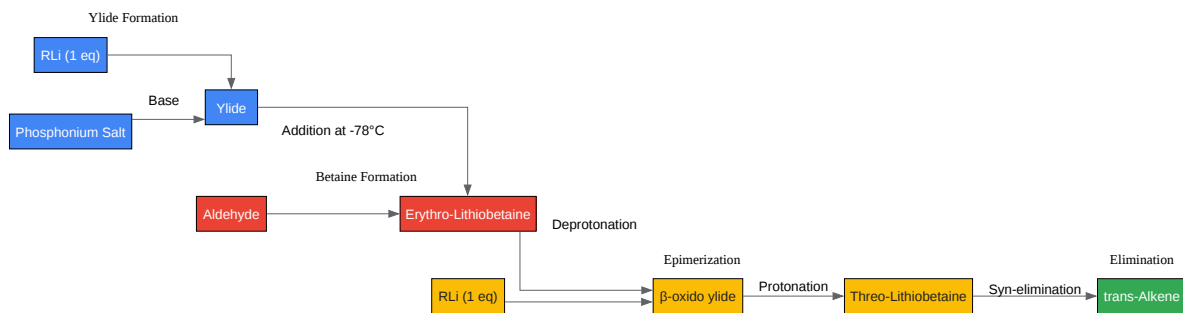 Ylide Formation
RLi (1 eq)
Base
Ylide
Phosphonium Salt
Addition at -78°C
Betaine Formation
Aldehyde
Erythro-Lithiobetaine
Deprotonation
Epimerization
Elimination
RLi (1 eq)
β-oxido ylide
Protonation
Threo-Lithiobetaine
Syn-elimination
trans-Alkene